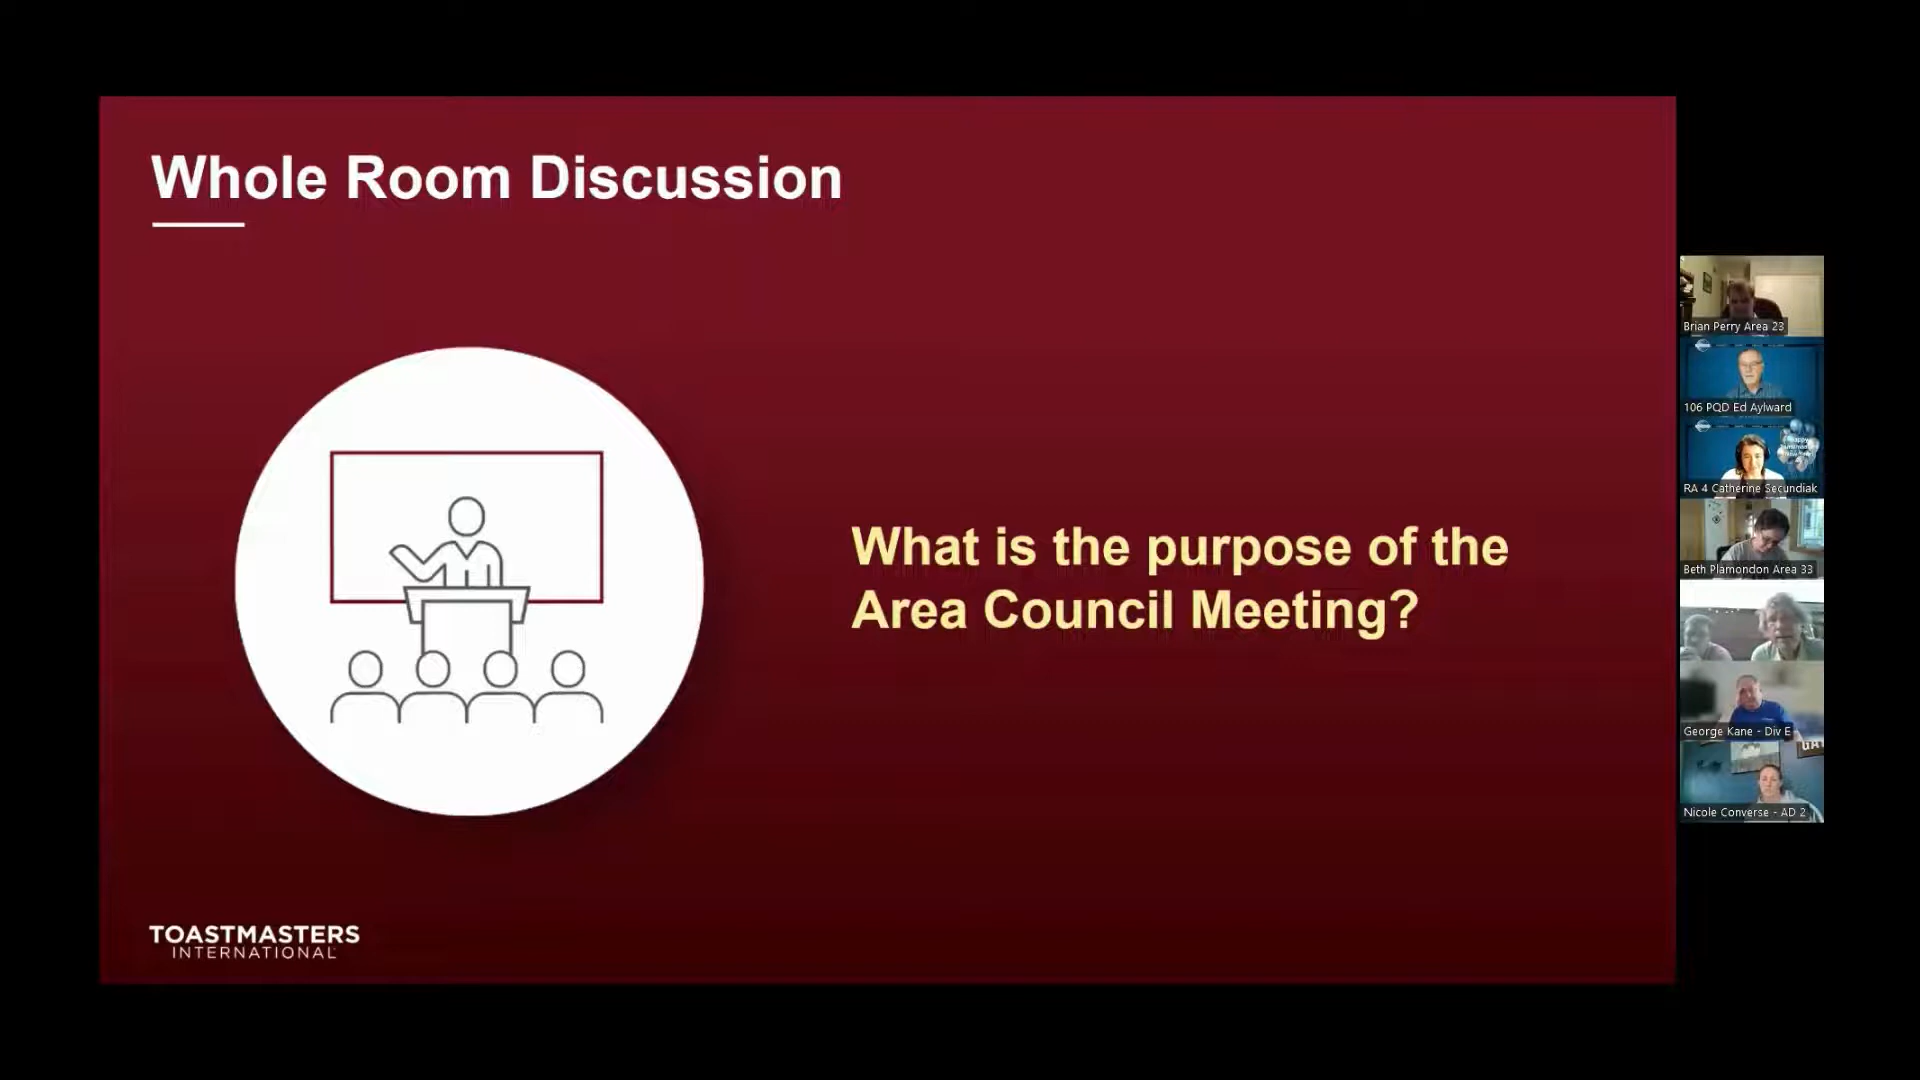 Whole Room Discussion
What is the purpose of the
Area Council Meeting?
TOASTMASTERS
INTERNATIONAL
Brian Perry Area 23
106 PQD Ed Aylward
RA 4 Catherine Secundiak
Beth Plamondon Area 33
George Kane - Div E
Nicole Converse - AD 2